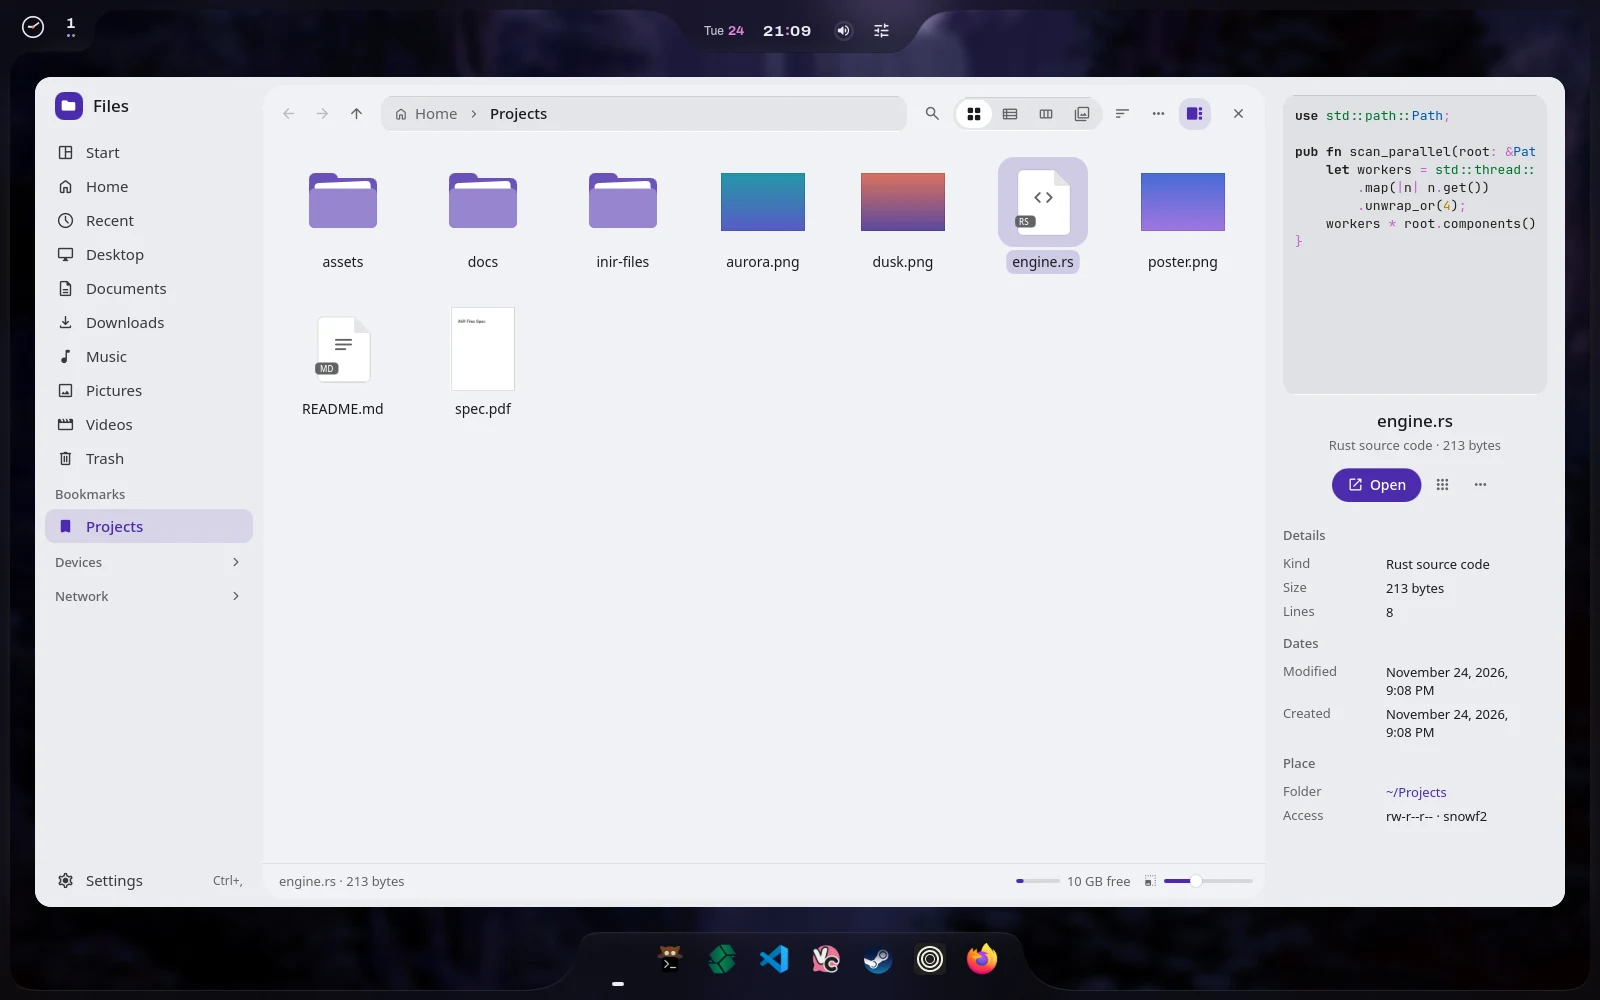 1
Tue 24 21:09
Files
Start
Home
Recent
Desktop
Documents
Downloads
Music
Pictures
Videos
Trash
Bookmarks
Projects
Devices
Network
Settings Ctrl+,
Home › Projects
assets
docs
inir-files
aurora.png
dusk.png
RS
engine.rs
poster.png
MD
README.md
spec.pdf
engine.rs · 213 bytes
10 GB free
use std::path::Path;
pub fn scan_parallel(root: &Pat
let workers = std::thread::
.map(|n| n.get())
.unwrap_or(4);
workers * root.components()
}
engine.rs
Rust source code · 213 bytes
Open
Details
Kind Rust source code
Size 213 bytes
Lines 8
Dates
Modified November 24, 2026,
9:08 PM
Created November 24, 2026,
9:08 PM
Place
Folder ~/Projects
Access rw-r--r-- · snowf2